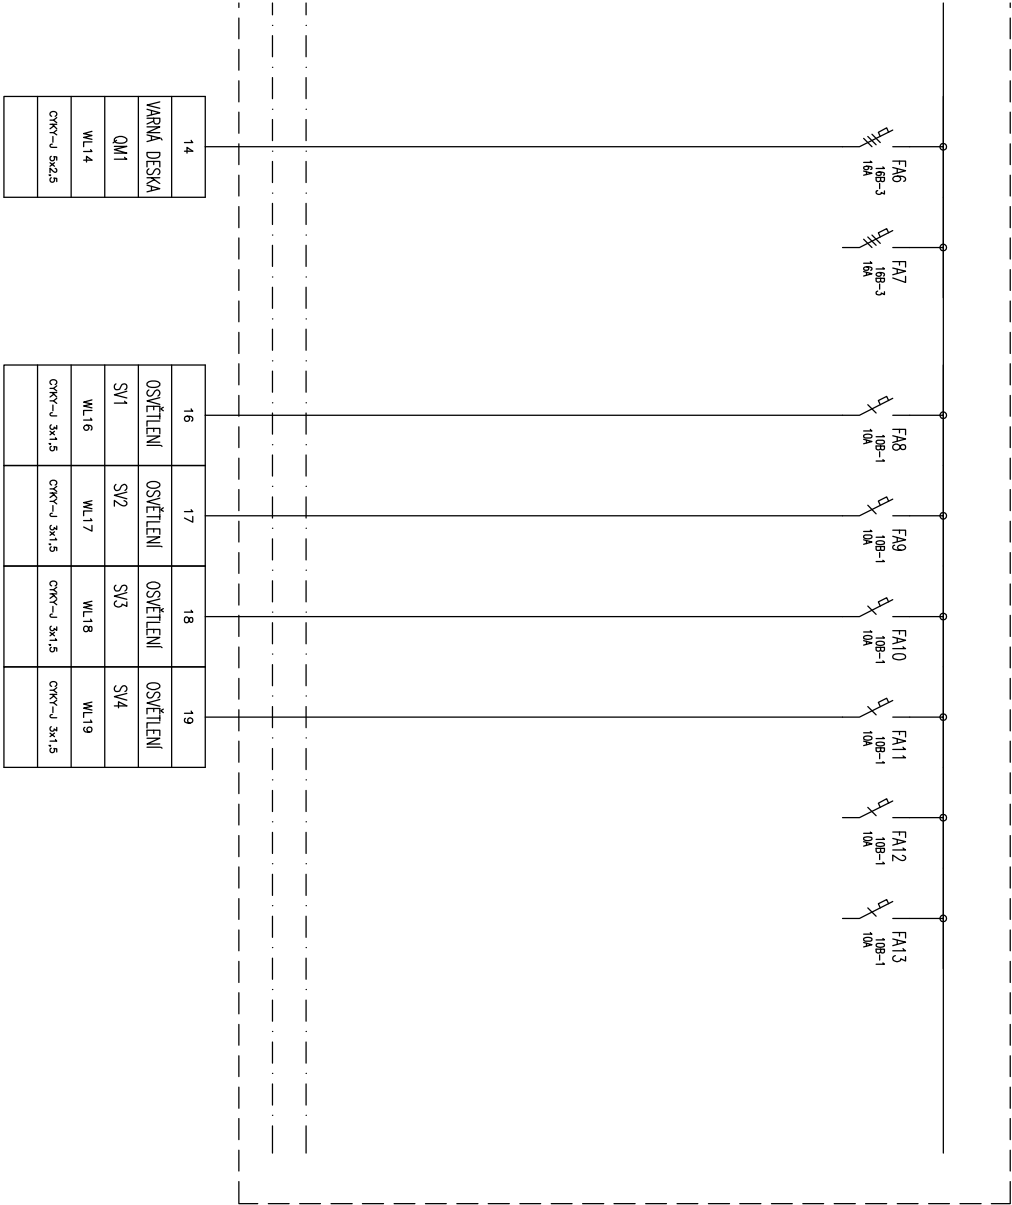 FA6
16B-3
16A
FA7
16B-3
16A
FA8
10B-1
10A
FA9
10B-1
10A
FA10
10B-1
10A
FA11
10B-1
10A
FA12
10B-1
10A
FA13
10B-1
10A
14
VARNÁ DESKA
QM1
WL14
CYKY-J 5x2,5
16
OSVĚTLENÍ
SV1
WL16
CYKY-J 3x1,5
17
OSVĚTLENÍ
SV2
WL17
CYKY-J 3x1,5
18
OSVĚTLENÍ
SV3
WL18
CYKY-J 3x1,5
19
OSVĚTLENÍ
SV4
WL19
CYKY-J 3x1,5